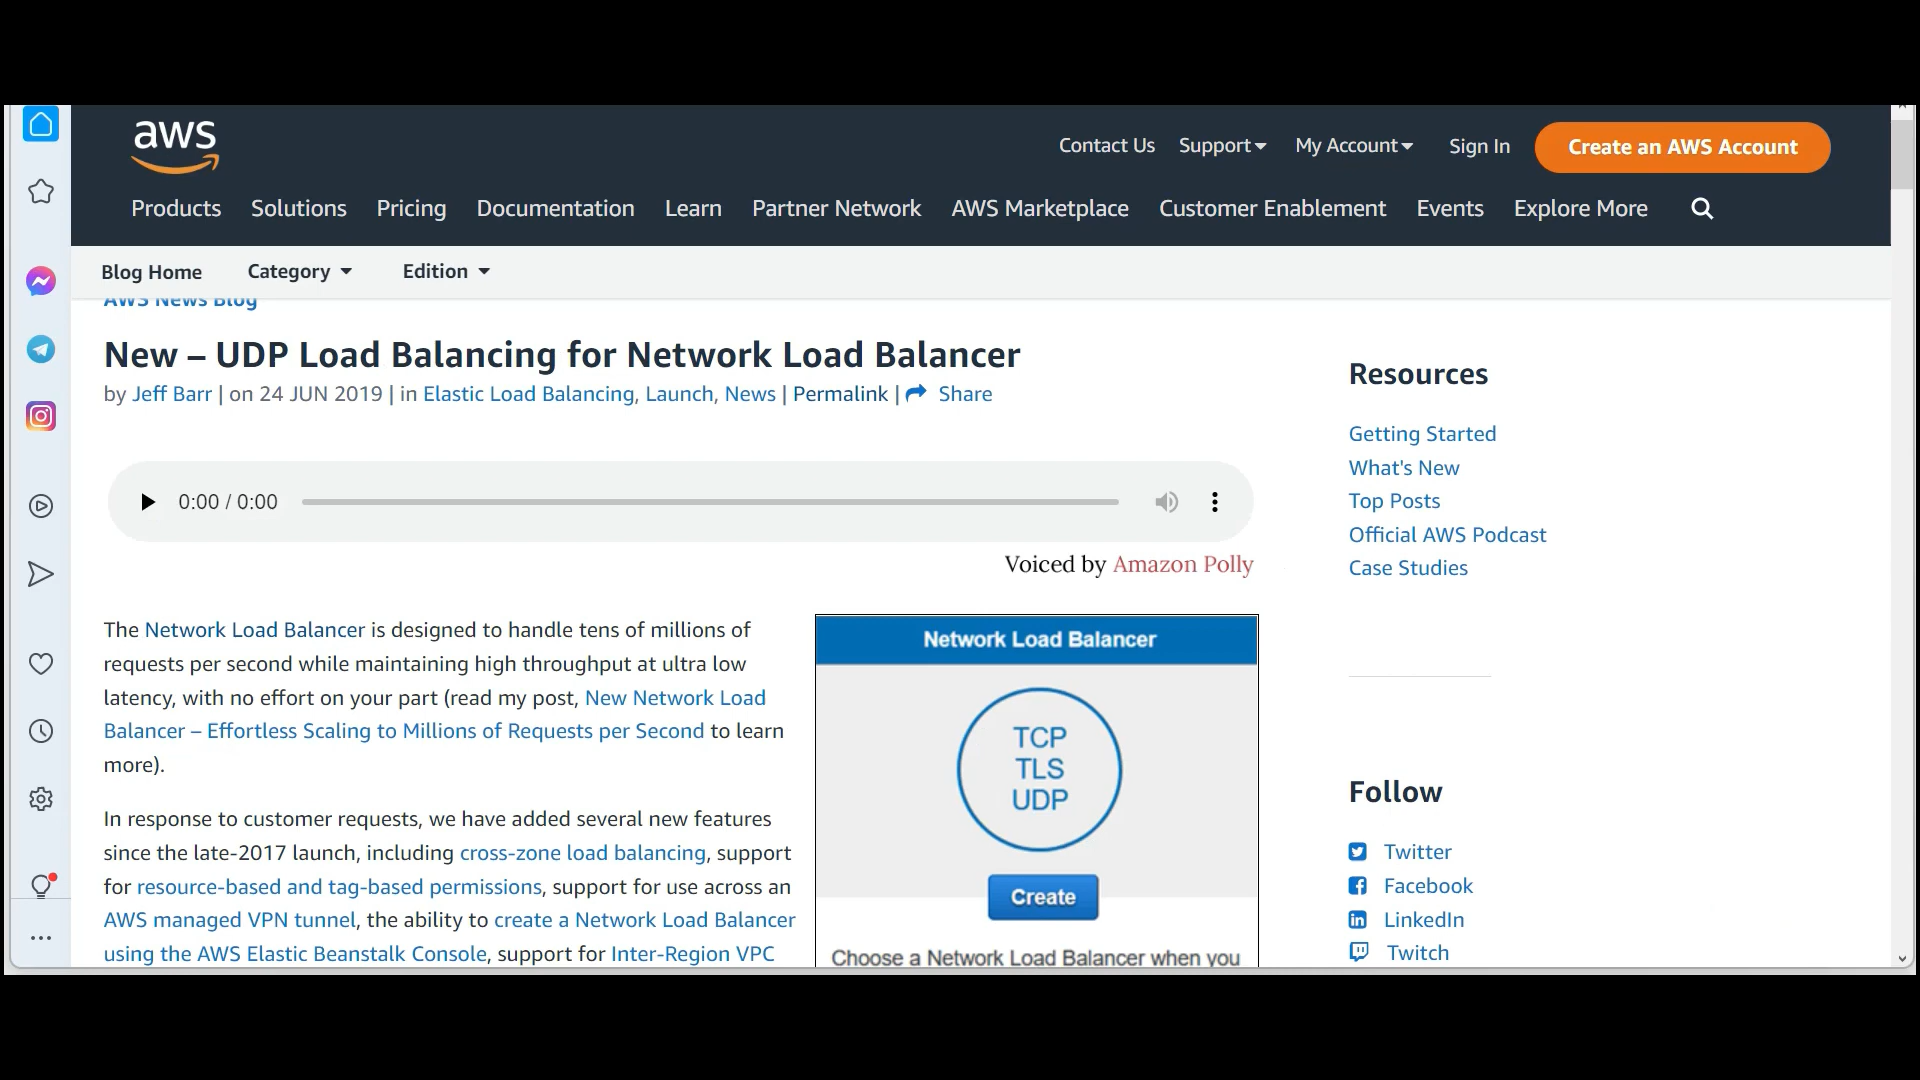 aws
Contact Us Support My Account Sign In Create an AWS Account
Products Solutions Pricing Documentation Learn Partner Network AWS Marketplace Customer Enablement Events Explore More
Blog Home Category Edition
AWS News Blog
New – UDP Load Balancing for Network Load Balancer
by Jeff Barr | on 24 JUN 2019 | in Elastic Load Balancing, Launch, News | Permalink | Share
0:00 / 0:00
Voiced by Amazon Polly
The Network Load Balancer is designed to handle tens of millions of
requests per second while maintaining high throughput at ultra low
latency, with no effort on your part (read my post, New Network Load
Balancer – Effortless Scaling to Millions of Requests per Second to learn
more).
In response to customer requests, we have added several new features
since the late-2017 launch, including cross-zone load balancing, support
for resource-based and tag-based permissions, support for use across an
AWS managed VPN tunnel, the ability to create a Network Load Balancer
using the AWS Elastic Beanstalk Console, support for Inter-Region VPC
Network Load Balancer
TCP
TLS
UDP
Create
Choose a Network Load Balancer when you
Resources
Getting Started
What's New
Top Posts
Official AWS Podcast
Case Studies
Follow
Twitter
Facebook
LinkedIn
Twitch